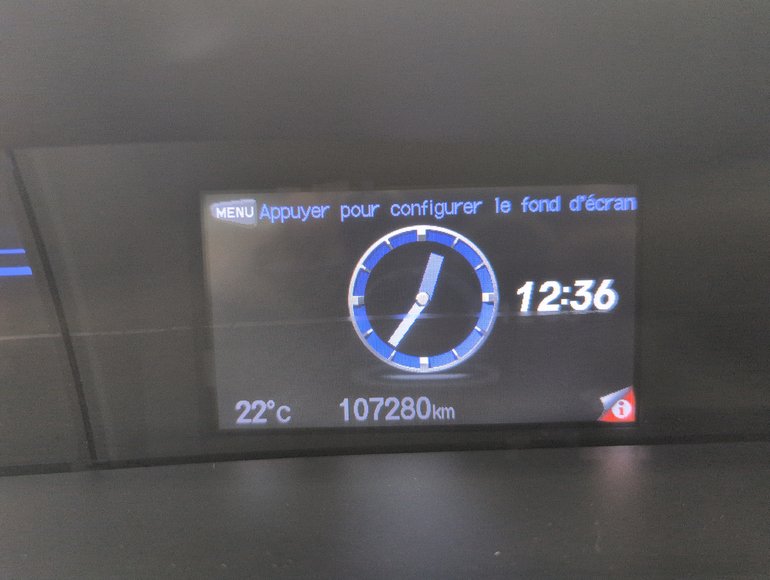 MENU Appuyer pour configurer le fond d'écran
12:36
22°C 107280km
i